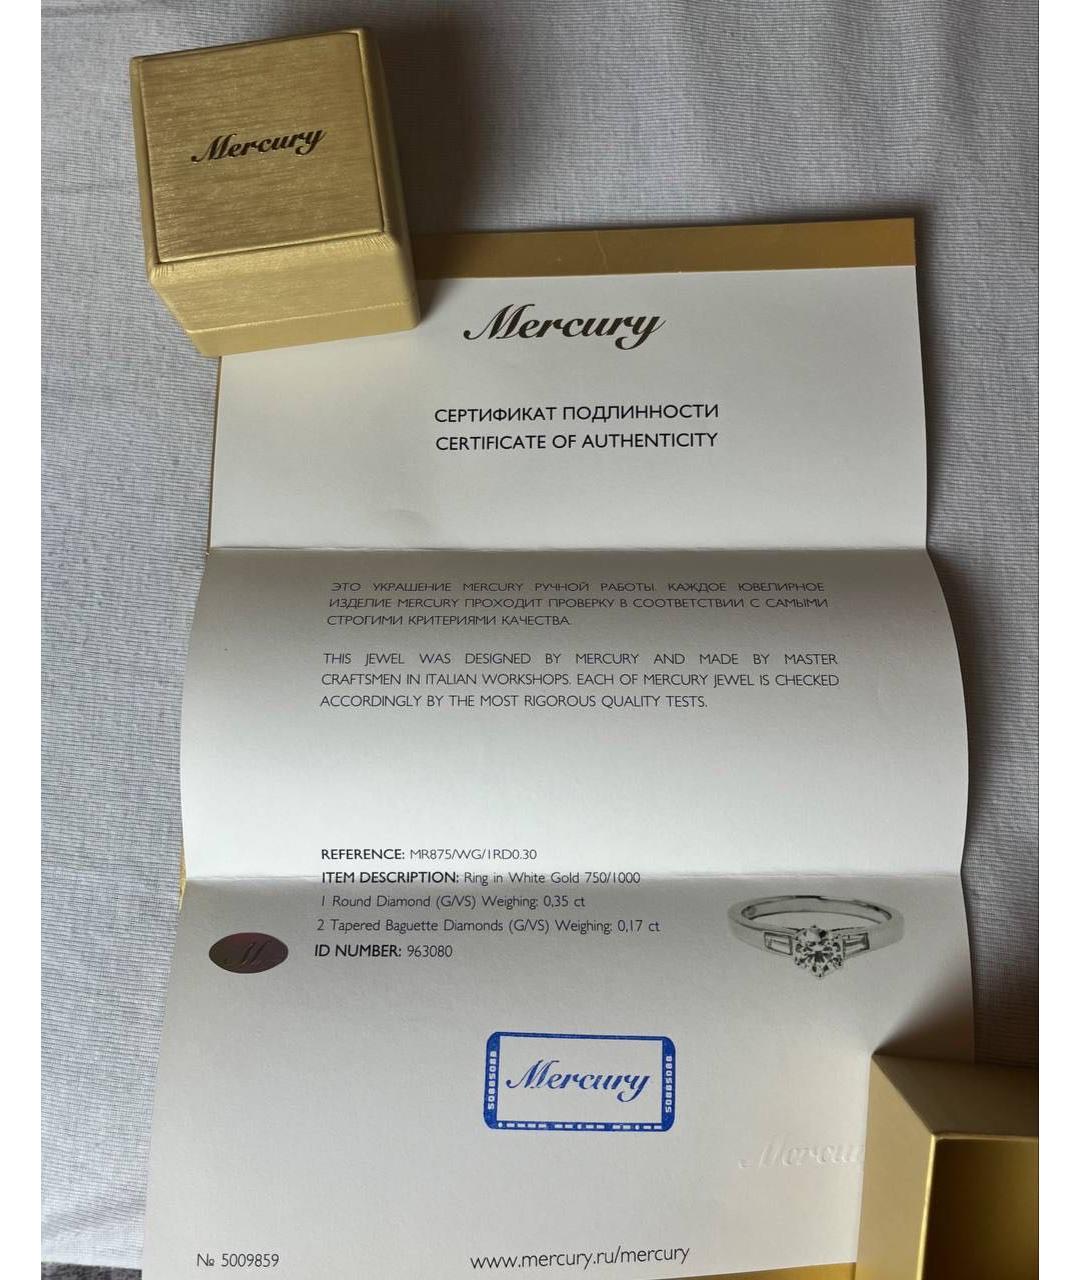 Mercury
Mercury
СЕРТИФИКАТ ПОДЛИННОСТИ
CERTIFICATE OF AUTHENTICITY
ЭТО УКРАШЕНИЕ MERCURY РУЧНОЙ РАБОТЫ. КАЖДОЕ ЮВЕЛИРНОЕ
ИЗДЕЛИЕ MERCURY ПРОХОДИТ ПРОВЕРКУ В СООТВЕТСТВИИ С САМЫМИ
СТРОГИМИ КРИТЕРИЯМИ КАЧЕСТВА.
THIS JEWEL WAS DESIGNED BY MERCURY AND MADE BY MASTER
CRAFTSMEN IN ITALIAN WORKSHOPS. EACH OF MERCURY JEWEL IS CHECKED
ACCORDINGLY BY THE MOST RIGOROUS QUALITY TESTS.
REFERENCE: MR875/WG/1RD0.30
ITEM DESCRIPTION: Ring in White Gold 750/1000
1 Round Diamond (G/VS) Weighing: 0,35 ct
2 Tapered Baguette Diamonds (G/VS) Weighing: 0,17 ct
ID NUMBER: 963080
M
Mercury
Mercu
№ 5009859
www.mercury.ru/mercury